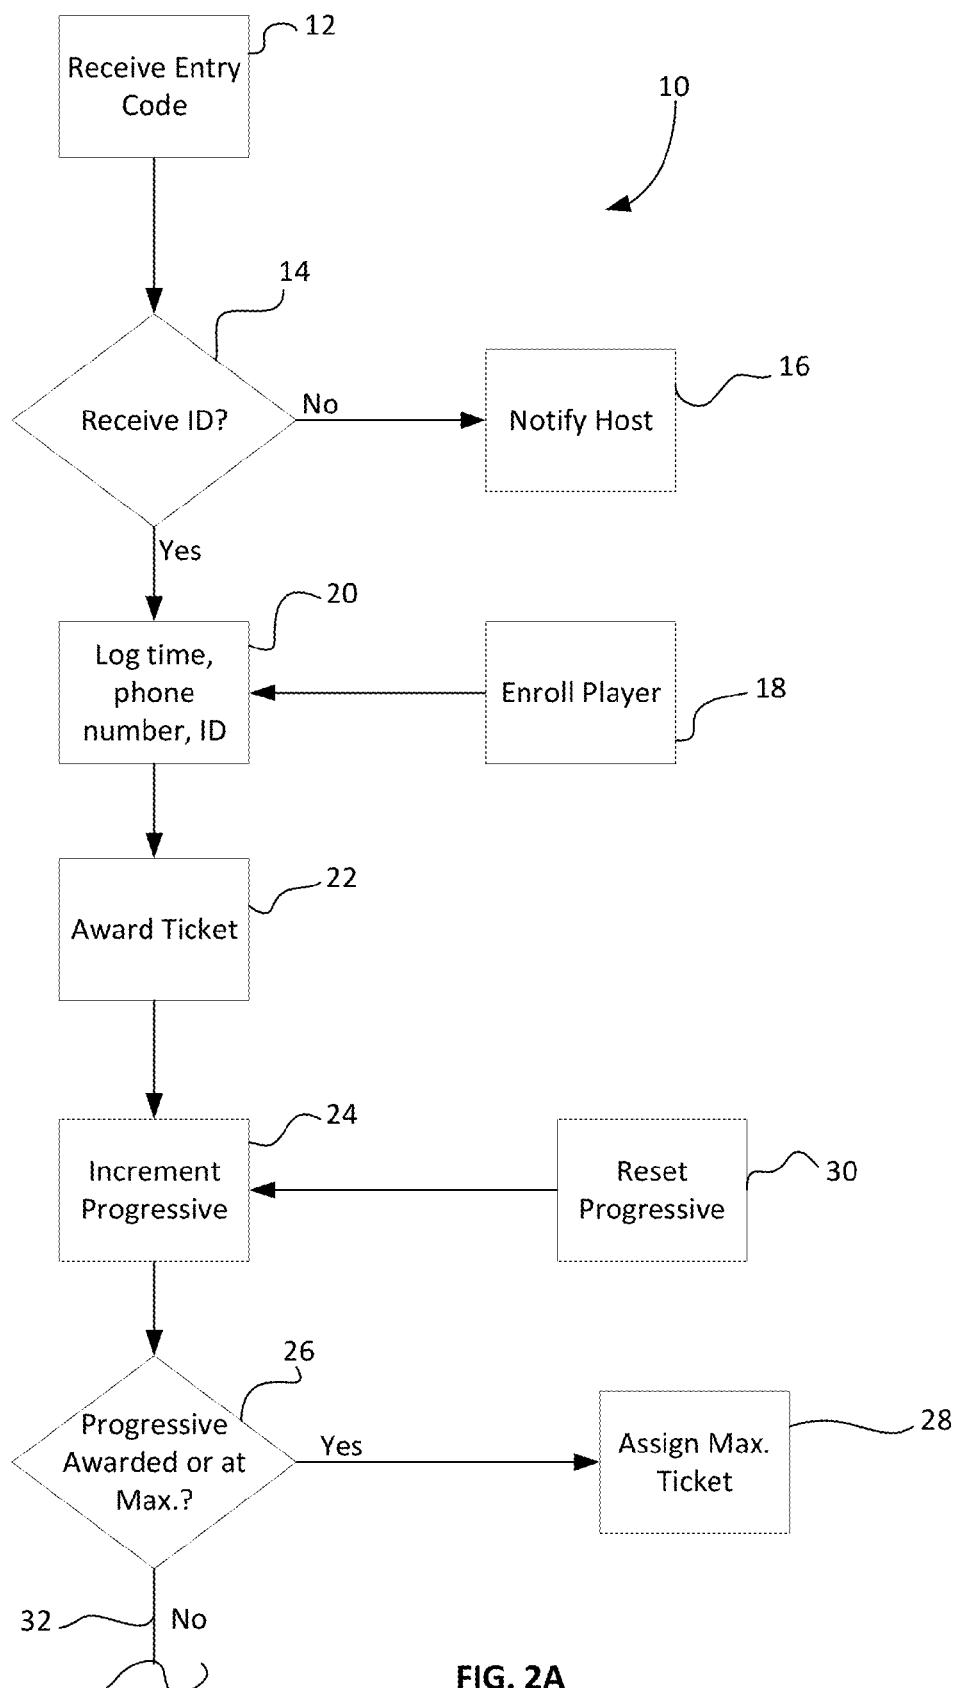 12
Receive Entry
Code
10
14
Receive ID?
No
16
Notify Host
Yes
20
Log time,
phone
number, ID
18
Enroll Player
22
Award Ticket
24
Increment
Progressive
30
Reset
Progressive
26
Progressive
Awarded or at
Max.?
Yes
28
Assign Max.
Ticket
32
No
FIG. 2A